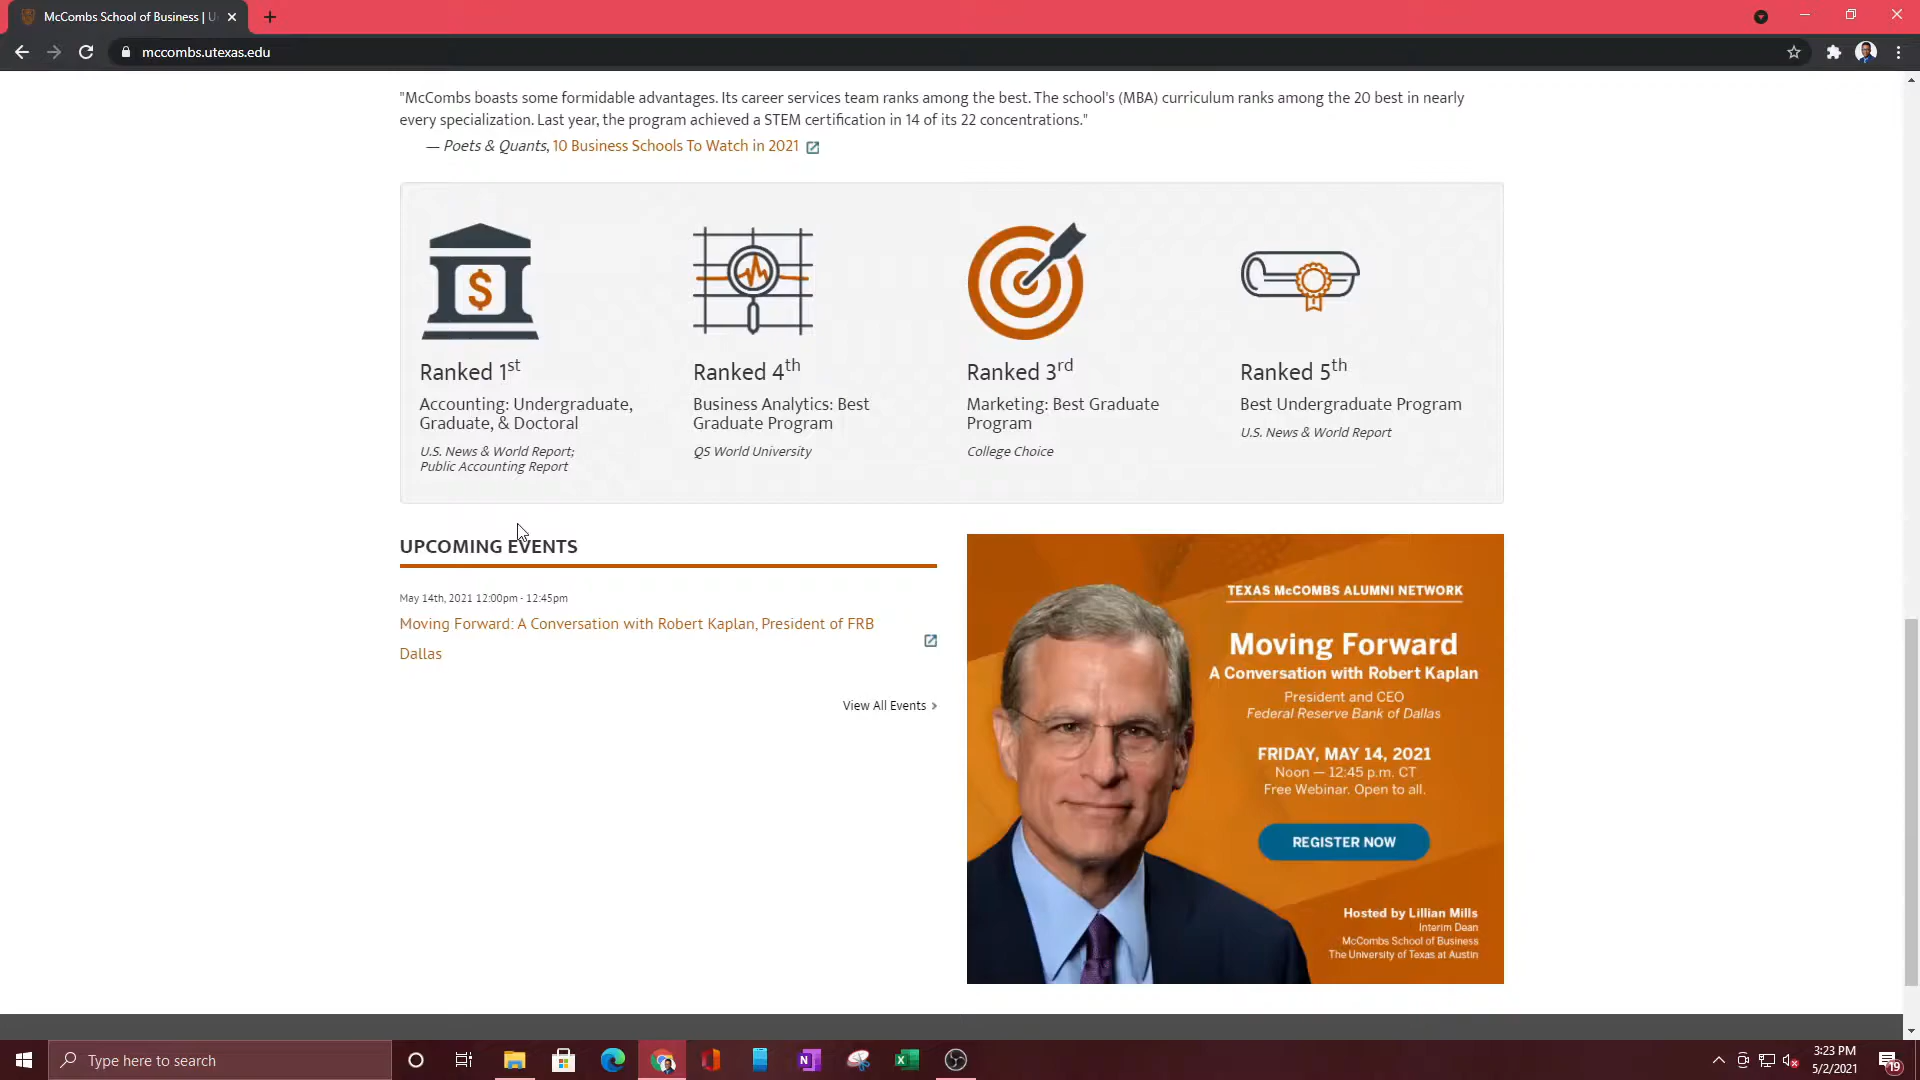 McCombs School of Business | U
mccombs.utexas.edu
"McCombs boasts some formidable advantages. Its career services team ranks among the best. The school's (MBA) curriculum ranks among the 20 best in nearly
every specialization. Last year, the program achieved a STEM certification in 14 of its 22 concentrations."
— Poets & Quants, 10 Business Schools To Watch in 2021
$
Ranked 1st
Accounting: Undergraduate,
Graduate, & Doctoral
U.S. News & World Report;
Public Accounting Report
Ranked 4th
Business Analytics: Best
Graduate Program
QS World University
Ranked 3rd
Marketing: Best Graduate
Program
College Choice
Ranked 5th
Best Undergraduate Program
U.S. News & World Report
UPCOMING EVENTS
May 14th, 2021 12:00pm - 12:45pm
Moving Forward: A Conversation with Robert Kaplan, President of FRB
Dallas
View All Events
TEXAS McCOMBS ALUMNI NETWORK
Moving Forward
A Conversation with Robert Kaplan
President and CEO
Federal Reserve Bank of Dallas
FRIDAY, MAY 14, 2021
Noon — 12:45 p.m. CT
Free Webinar. Open to all.
REGISTER NOW
Hosted by Lillian Mills
Interim Dean
McCombs School of Business
The University of Texas at Austin
Type here to search
N
X
3:23 PM
5/2/2021
19